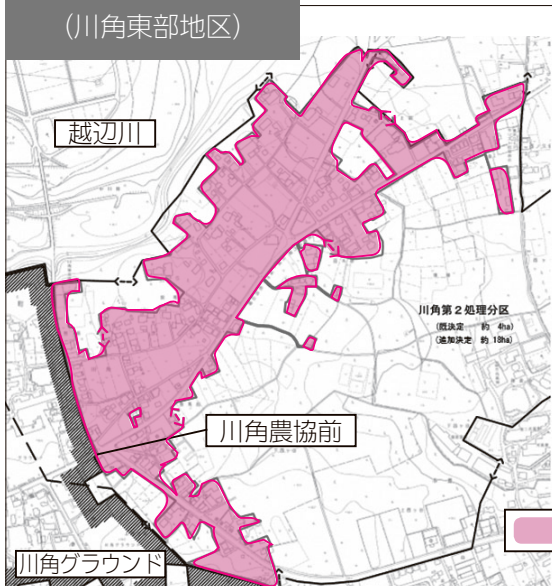 (川角東部地区)
越辺川
川角第2処理分区
(既決定 約 4ha)
(追加決定 約 18ha)
川角農協前
川角グラウンド